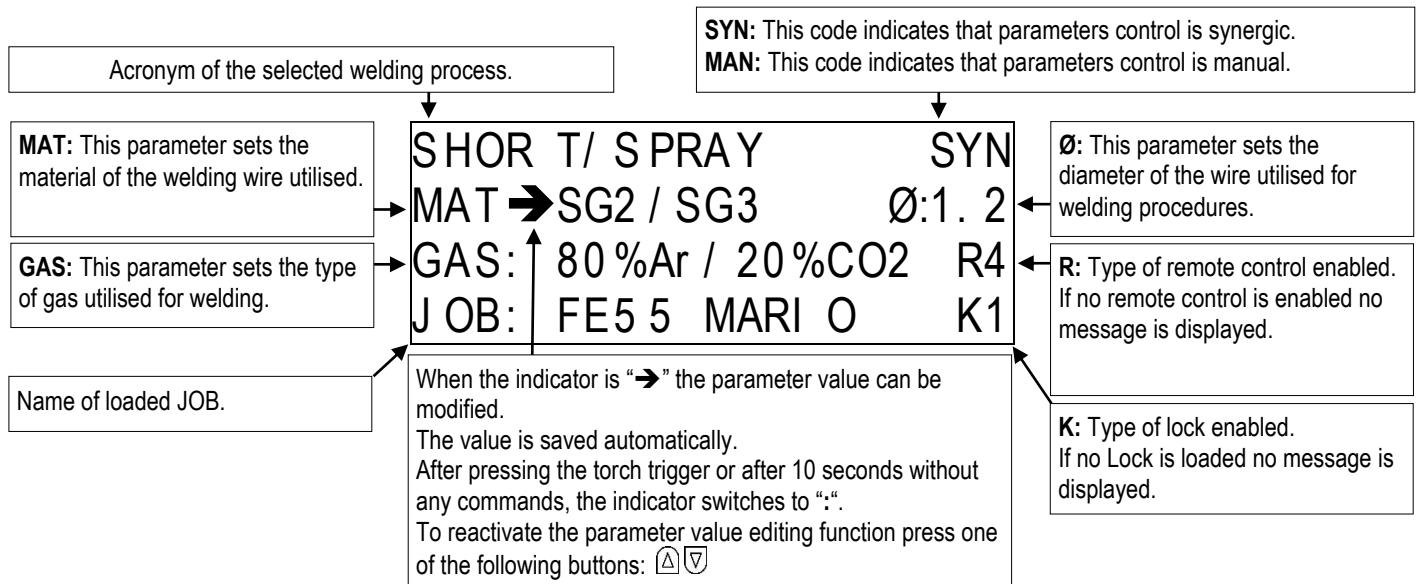 SYN: This code indicates that parameters control is synergic.
MAN: This code indicates that parameters control is manual.
Acronym of the selected welding process.
MAT: This parameter sets the
material of the welding wire utilised.
GAS: This parameter sets the type
of gas utilised for welding.
Name of loaded JOB.
SHOR T/ SPRAY SYN
MAT ➔ SG2 / SG3 Ø:1. 2
GAS: 80 %Ar / 20 %CO2 R4
J OB: FE5 5 MARI O K1
Ø: This parameter sets the
diameter of the wire utilised for
welding procedures.
R: Type of remote control enabled.
If no remote control is enabled no
message is displayed.
K: Type of lock enabled.
If no Lock is loaded no message is
displayed.
When the indicator is “➔” the parameter value can be
modified.
The value is saved automatically.
After pressing the torch trigger or after 10 seconds without
any commands, the indicator switches to “:“.
To reactivate the parameter value editing function press one
of the following buttons: